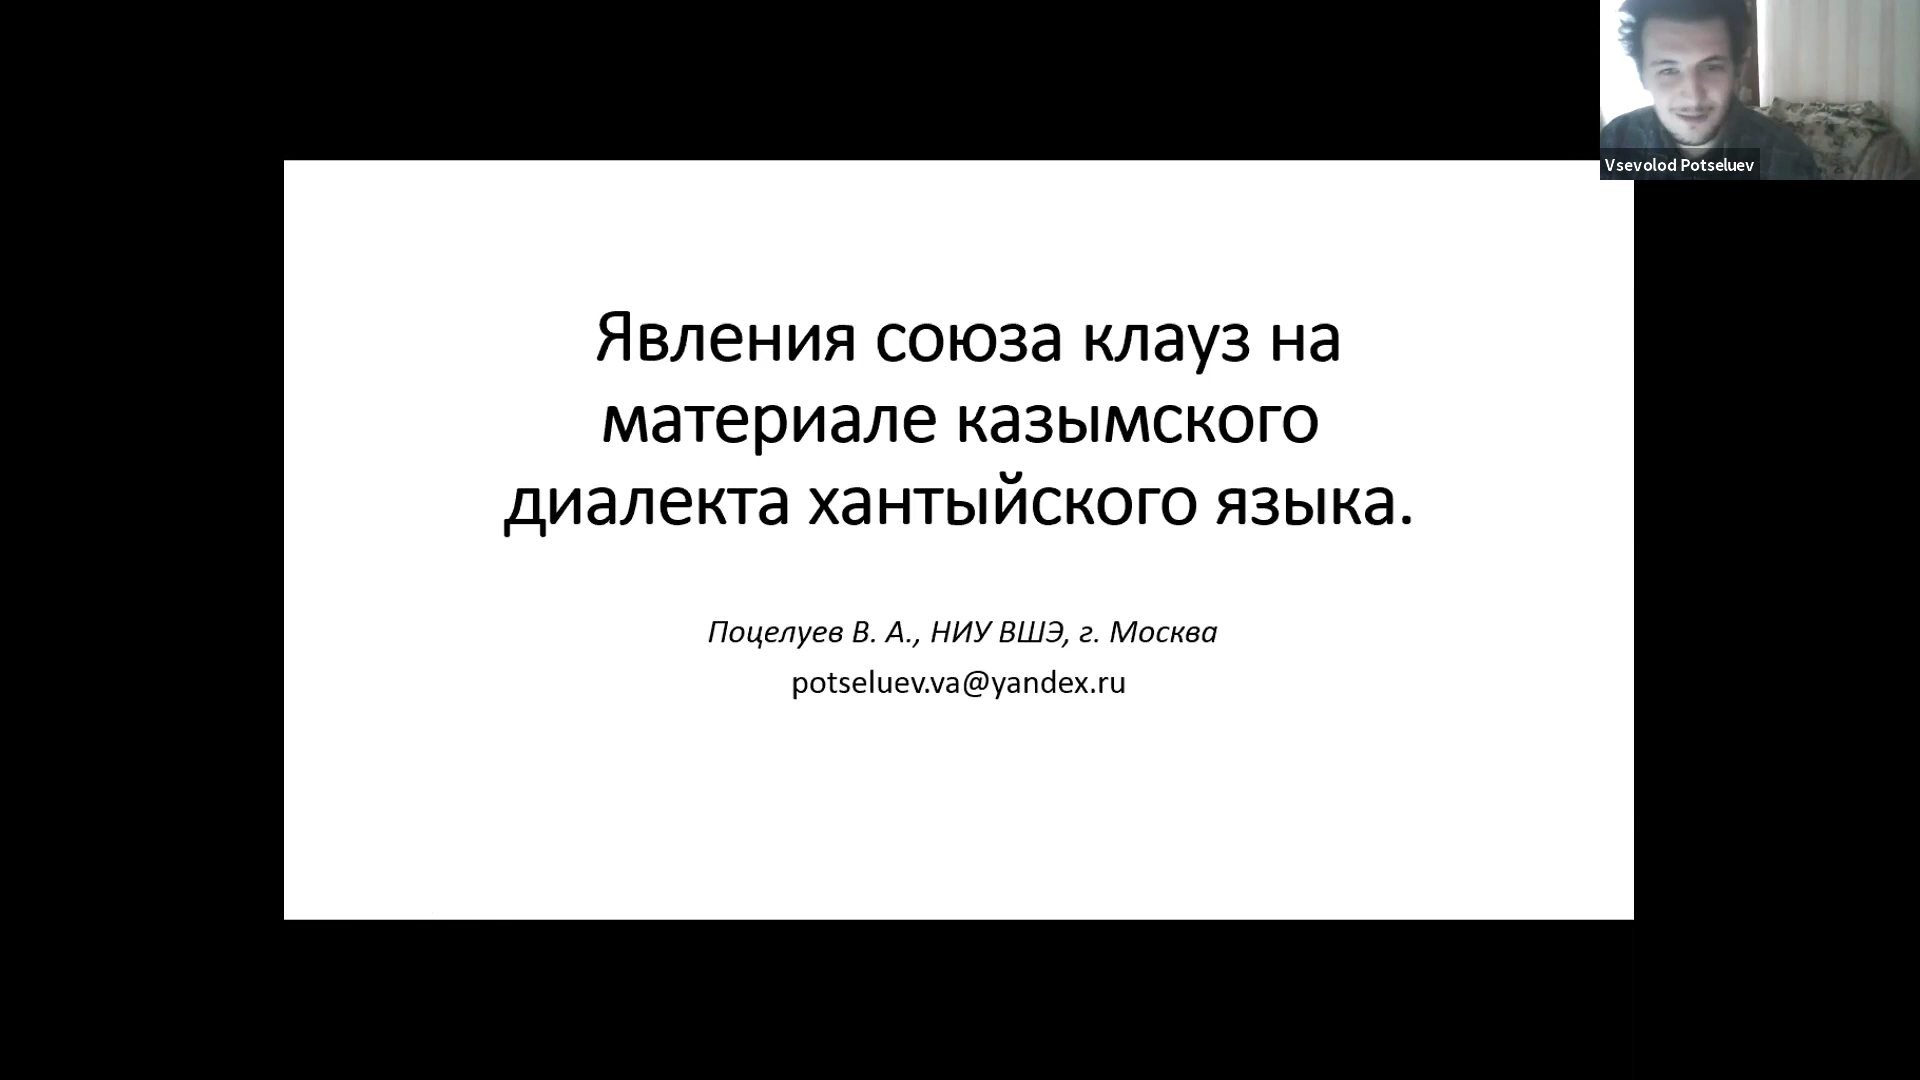 Vsevolod Potseluev
Явления союза клауз на
материале казымского
диалекта хантыйского языка.
Поцелуев В. А., НИУ ВШЭ, г. Москва
potseluev.va@yandex.ru